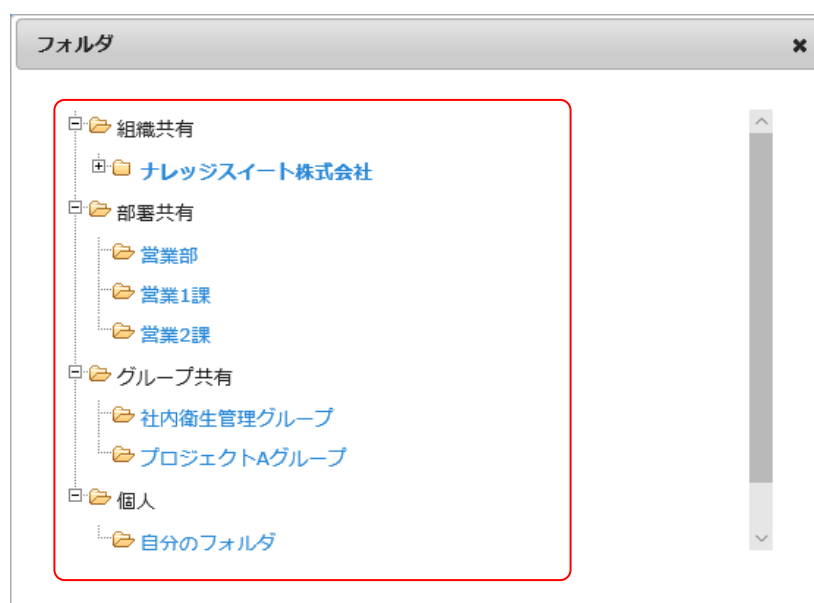 フォルダ
組織共有
ナレッジスイート株式会社
部署共有
営業部
営業1課
営業2課
グループ共有
社内衛生管理グループ
プロジェクトAグループ
個人
自分のフォルダ